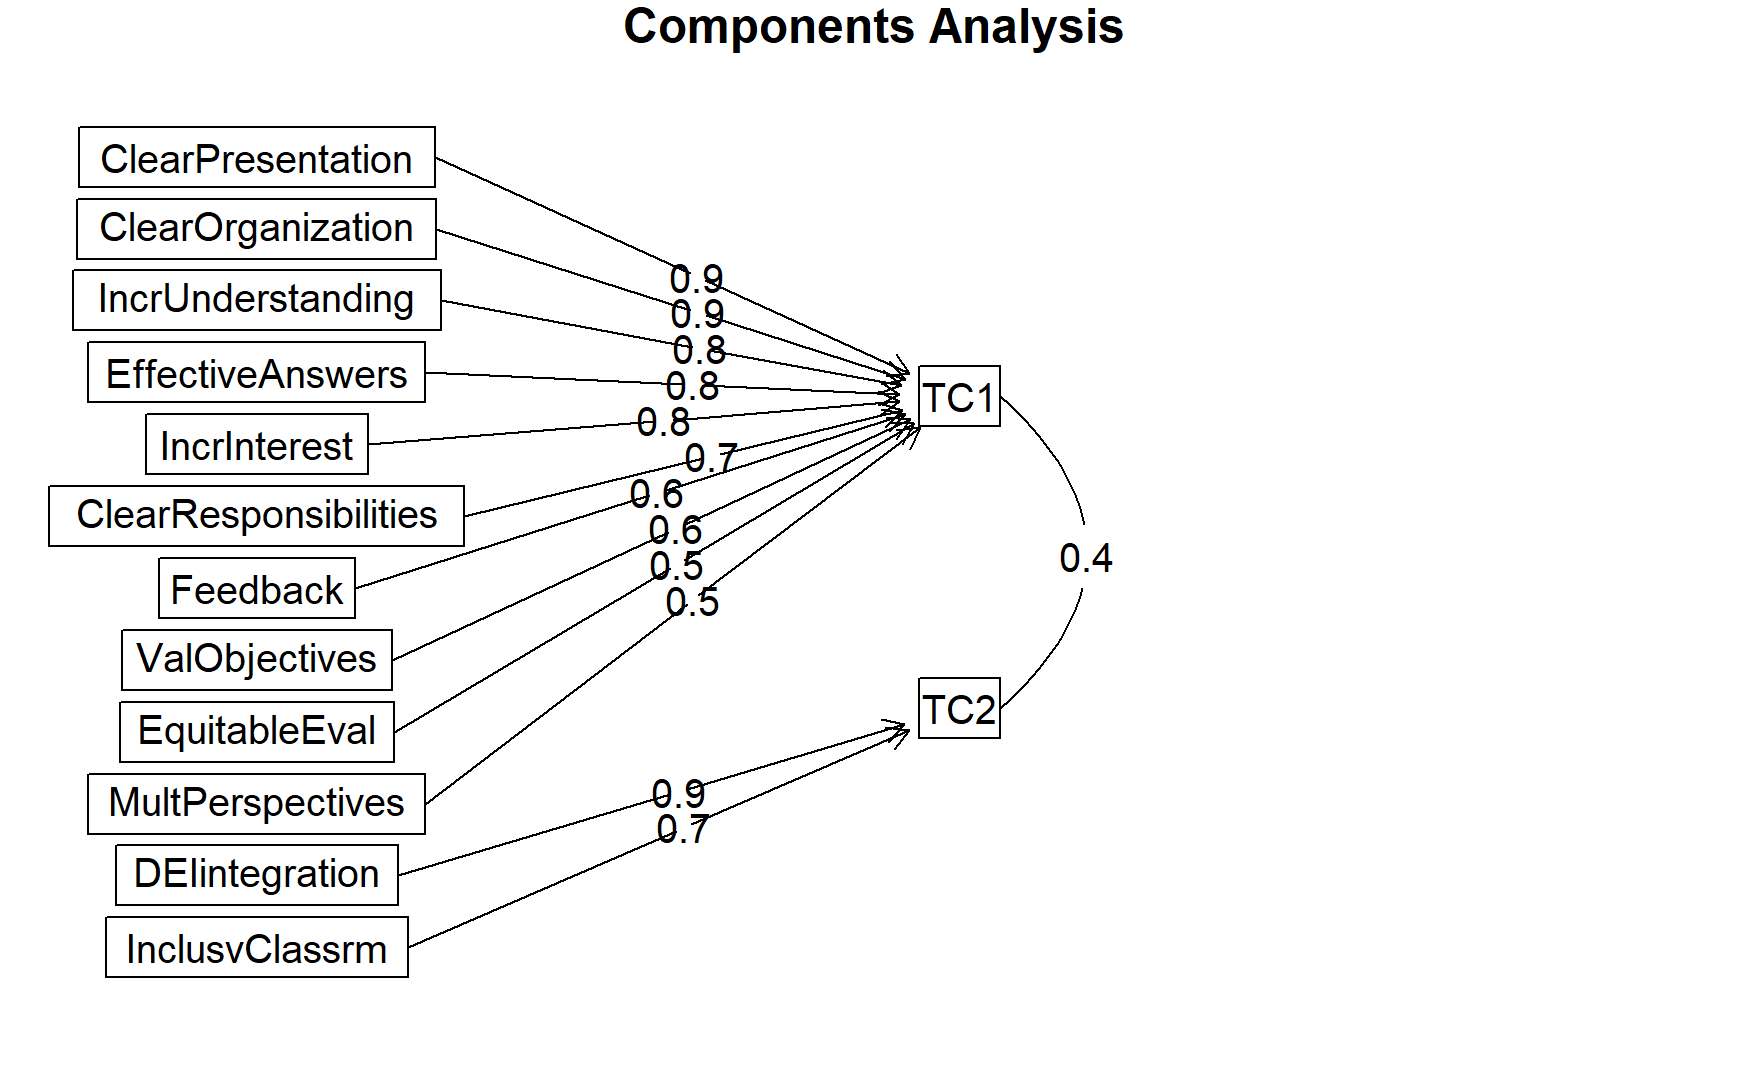 Components Analysis
ClearPresentation
ClearOrganization
IncrUnderstanding
EffectiveAnswers
IncrInterest
ClearResponsibilities
Feedback
ValObjectives
EquitableEval
MultPerspectives
DEIintegration
InclusvClassrm
0.9
0.9
0.8
0.8
0.8
0.7
0.6
0.6
0.5
0.5
0.9
0.7
TC1
TC2
0.4